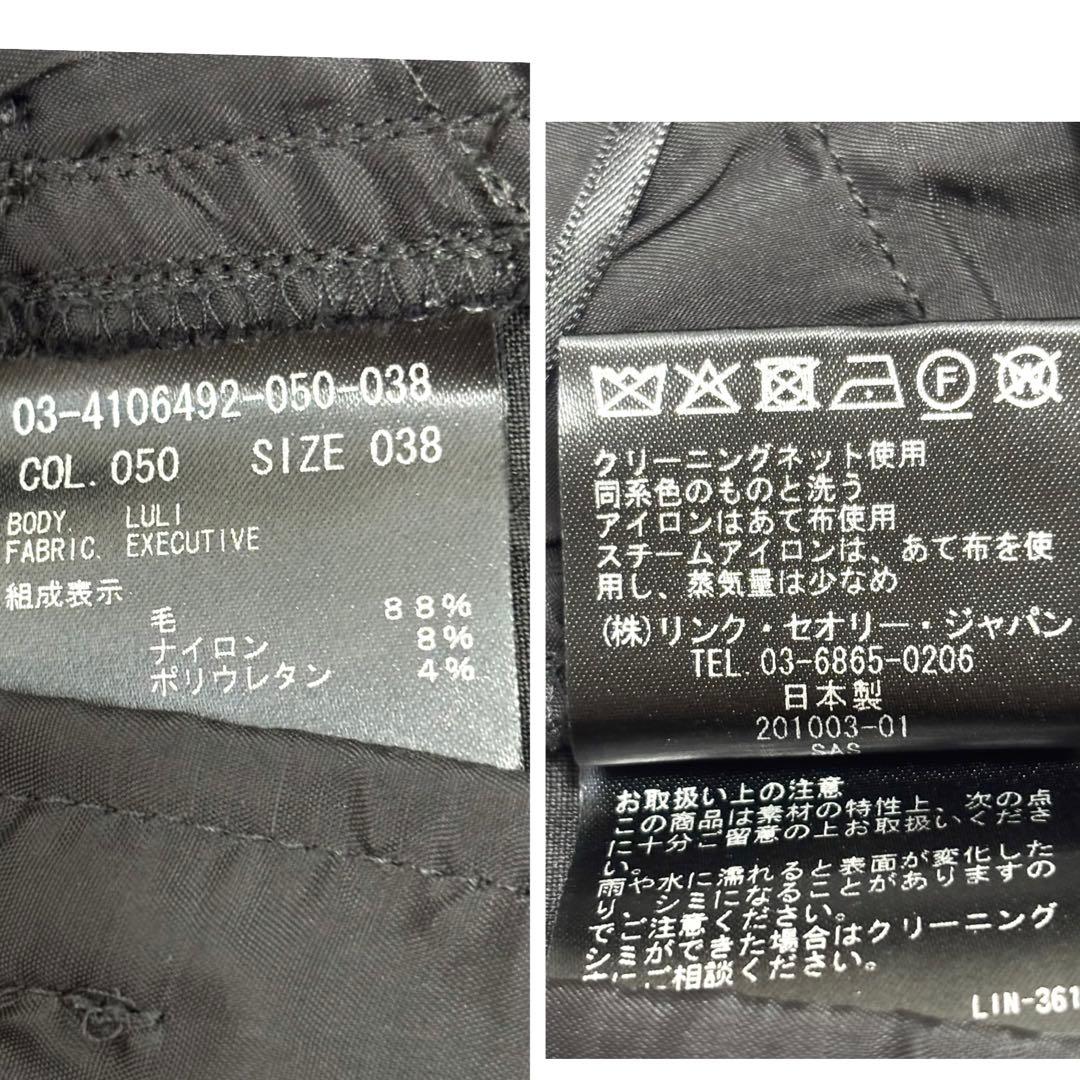 03-4106492-050-038
COL. 050 SIZE 038
BODY. LULI
FABRIC. EXECUTIVE
組成表示
毛 88%
ナイロン 8%
ポリウレタン 4%
F
W
クリーニングネット使用
同系色のものと洗う
アイロンはあて布使用
スチームアイロンは、あて布を使
用し、蒸気量は少なめ
(株)リンク・セオリー・ジャパン
TEL. 03-6865-0206
日本製
201003-01
SAS
お取扱い上の注意
この商品は素材の特性上、次の点
に十分ご留意の上お取扱いくださ
い。
雨や水に濡れると表面が変化した
り、シミになることがありますの
でご注意ください。
シミができた場合はクリーニング
にご相談ください。
LIN-361